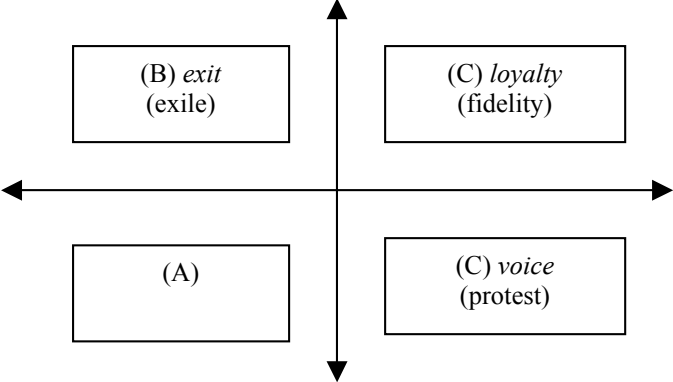 (B) exit
(exile)
(C) loyalty
(fidelity)
(A)
(C) voice
(protest)